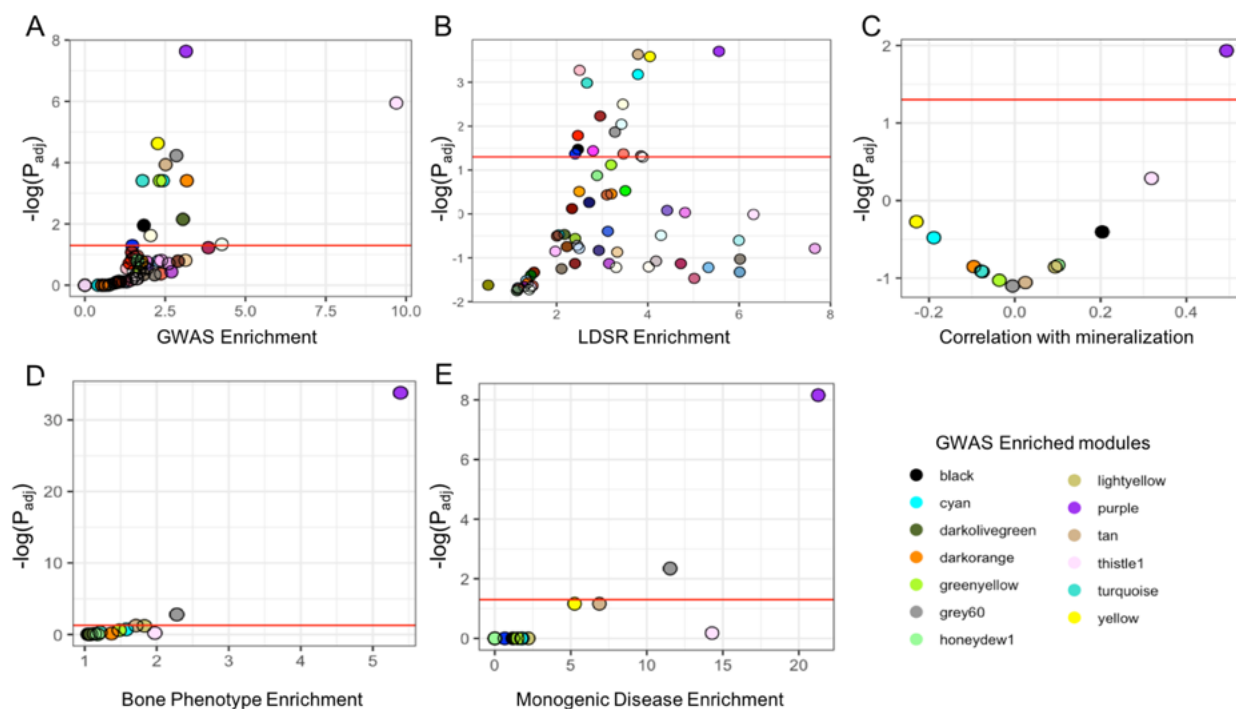 A
-log(Padj)
8
6
4
2
0
0.0
2.5
5.0
7.5
10.0
GWAS Enrichment
B
-log(Padj)
3
2
1
-0
-1
-2
2
4
6
8
LDSR Enrichment
C
-log(Padj)
2
1
0
-1
-0.2
0.0
0.2
0.4
Correlation with mineralization
D
-log(Padj)
30
20
10
0
1
2
3
4
5
Bone Phenotype Enrichment
E
-log(Padj)
8
6
4
2
0
0
5
10
15
20
Monogenic Disease Enrichment
GWAS Enriched modules
black
cyan
darkolivegreen
darkorange
greenyellow
grey60
honeydew1
lightyellow
purple
tan
thistle1
turquoise
yellow